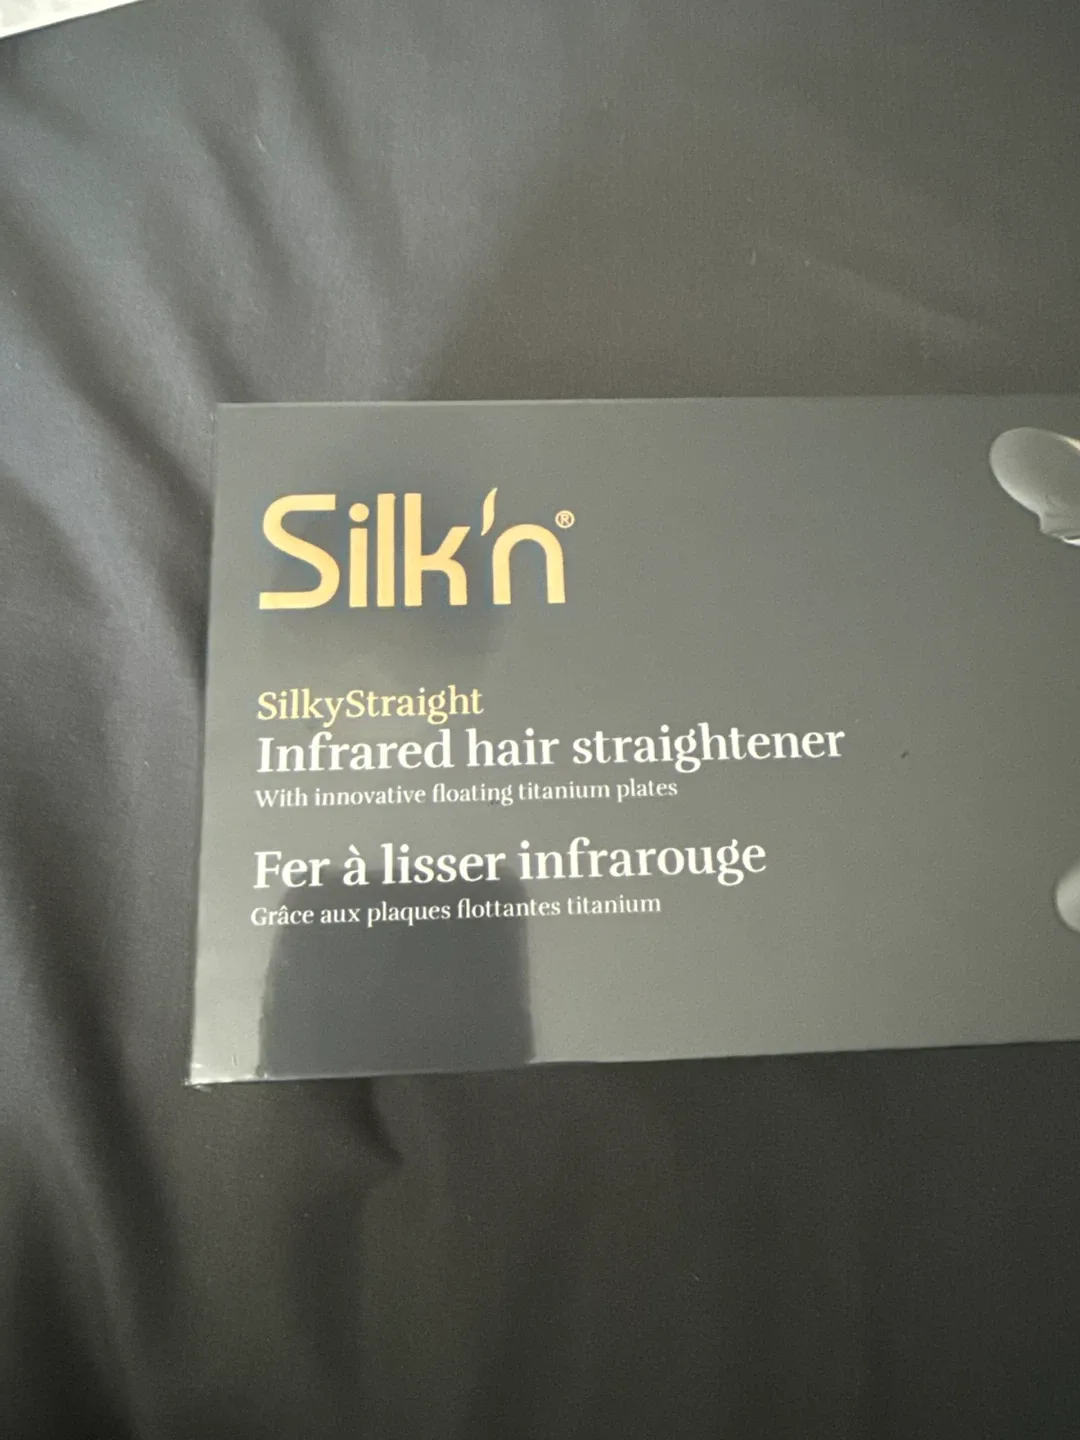 Silk'n®
SilkyStraight
Infrared hair straightener
With innovative floating titanium plates
Fer à lisser infrarouge
Grâce aux plaques flottantes titanium